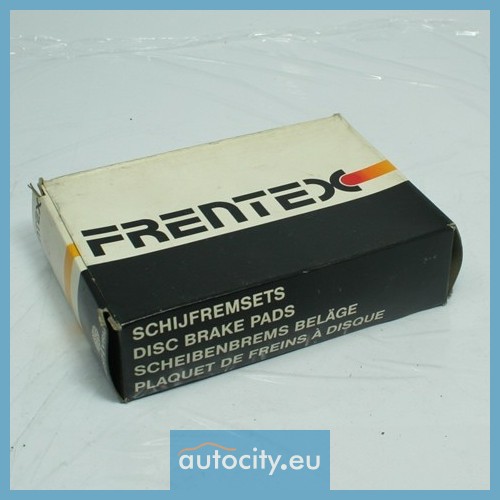 FRENTEX
SCHIJFREMSETS
DISC BRAKE PADS
SCHEIBENBREMS BELÄGE
PLAQUET DE FREINS À DISQUE
autocity.eu